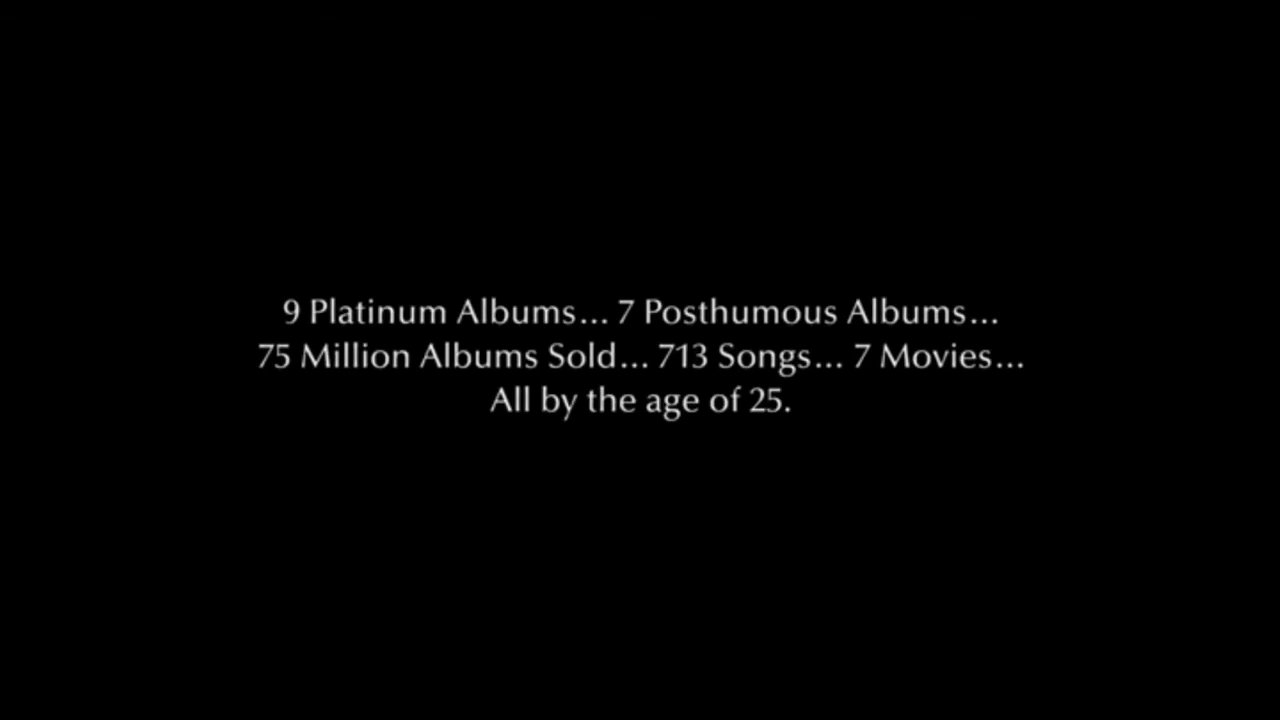 9 Platinum Albums... 7 Posthumous Albums...
75 Million Albums Sold... 713 Songs... 7 Movies...
All by the age of 25.